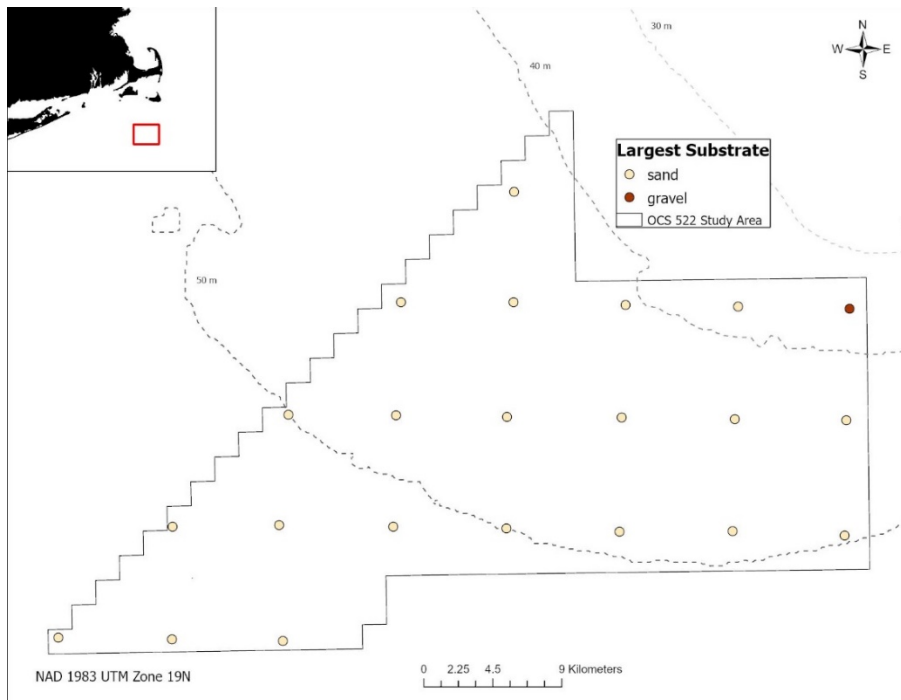 30 m
N
W E
S
40 m
Largest Substrate
sand
gravel
OCS 522 Study Area
50 m
NAD 1983 UTM Zone 19N
0 2.25 4.5 9 Kilometers